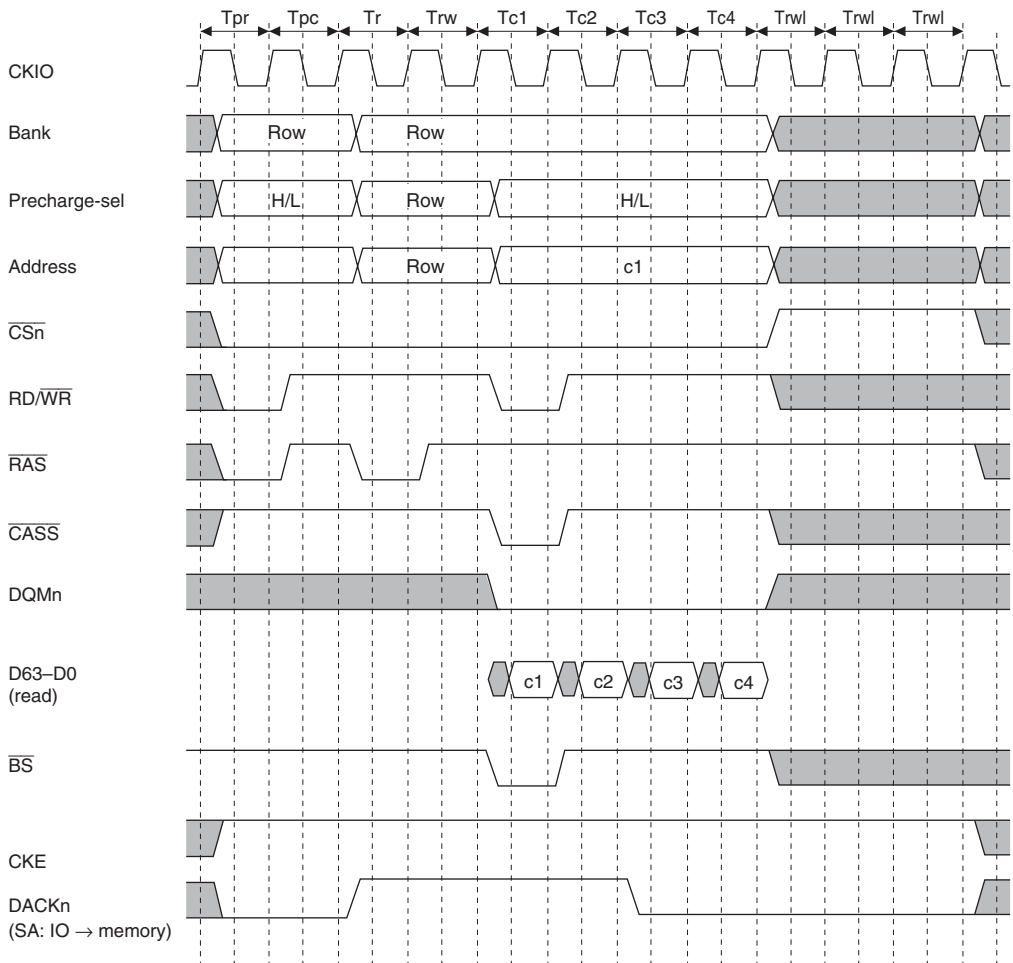 Tpr Tpc Tr Trw Tc1 Tc2 Tc3 Tc4 Trwl Trwl Trwl
CKIO
Bank Row Row
Precharge-sel H/L Row H/L
Address Row c1
CSn
RD/WR
RAS
CASS
DQMn
D63–D0
(read) c1 c2 c3 c4
BS
CKE
DACKn
(SA: IO → memory)